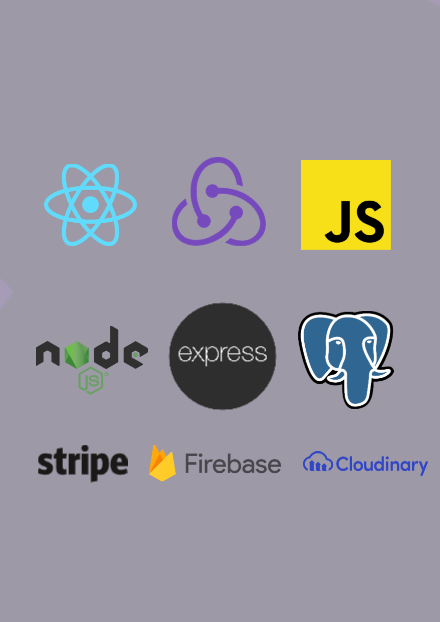 JS
node
JS
express
stripe
Firebase
Cloudinary